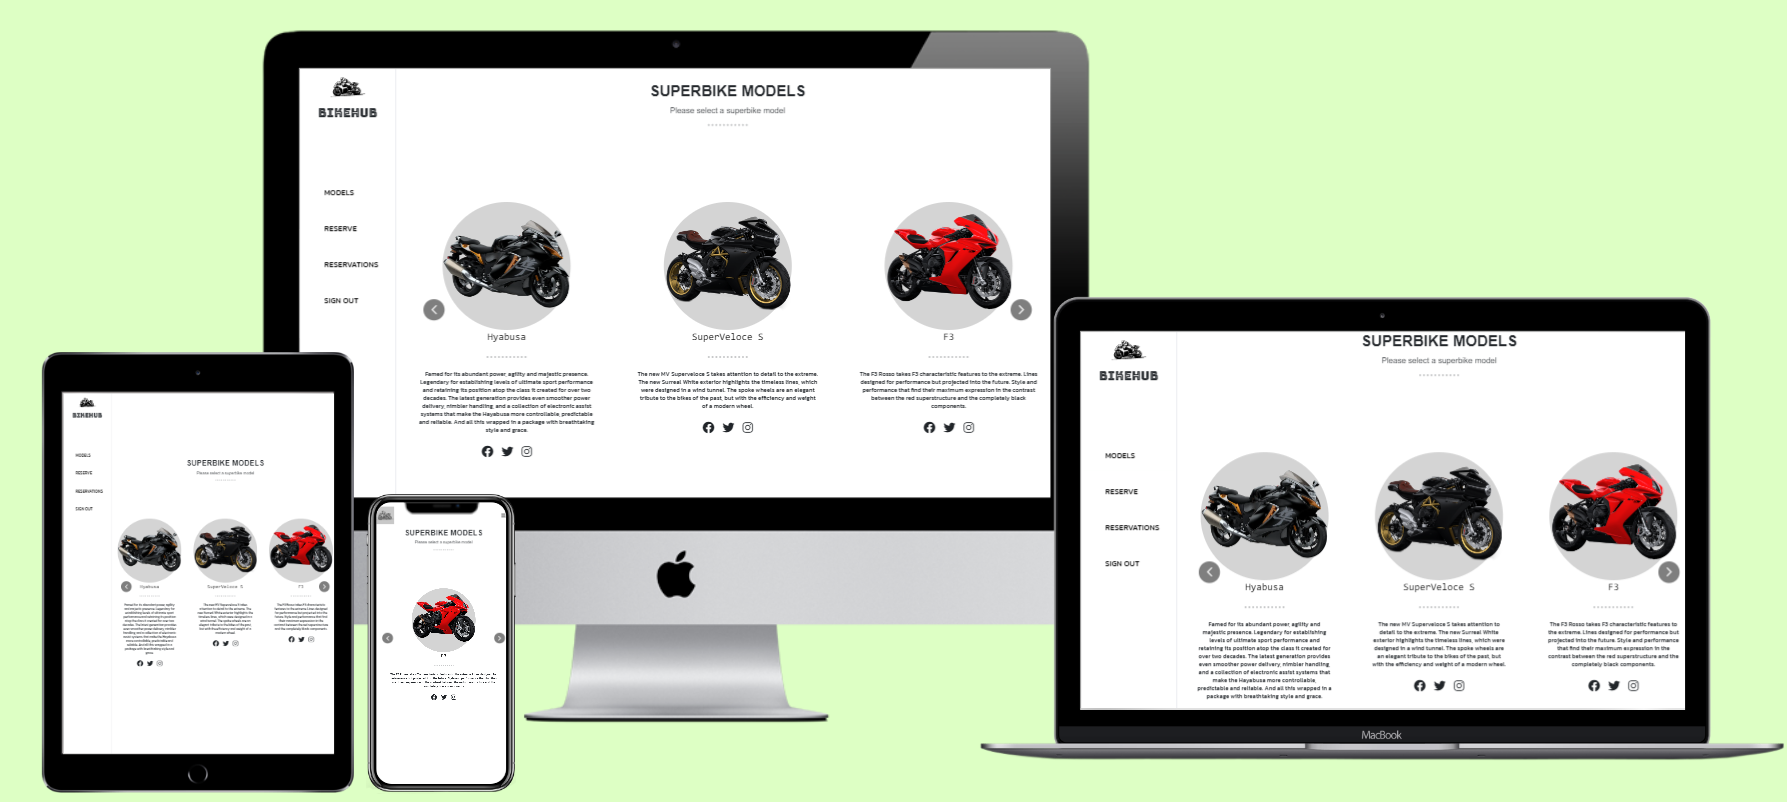 BIKEHUB
MODELS
RESERVE
RESERVATIONS
SIGN OUT
SUPERBIKE MODELS
Please select a superbike model
Hyabusa
Famed for its abundant power, agility and majestic presence.
Legendary for establishing levels of ultimate sport performance
and retaining its position atop the class it created for over two
decades. The latest generation provides even smoother power
delivery, nimbler handling, and a collection of electronic assist
systems that make the Hayabusa more controllable, predictable
and reliable. And all this wrapped in a package with breathtaking
style and grace.
SuperVeloce S
The new MV Superveloce S takes attention to detail to the extreme.
The new Surreal White exterior highlights the timeless lines, which
were designed in a wind tunnel. The spoke wheels are an elegant
tribute to the bikes of the past, but with the efficiency and weight
of a modern wheel.
F3
The F3 Rosso takes F3 characteristic features to the extreme. Lines
designed for performance but projected into the future. Style and
performance that find their maximum expression in the contrast
between the red superstructure and the completely black
components.
BIKEHUB
MODELS
RESERVE
RESERVATIONS
SIGN OUT
SUPERBIKE MODELS
Please select a superbike model
Hyabusa
Famed for its abundant power, agility and
majestic presence. Legendary for establishing
levels of ultimate sport performance and
retaining its position atop the class it created for
over two decades. The latest generation provides
even smoother power delivery, nimbler handling,
and a collection of electronic assist systems that
make the Hayabusa more controllable,
predictable and reliable. And all this wrapped in a
package with breathtaking style and grace.
SuperVeloce S
The new MV Superveloce S takes attention to
detail to the extreme. The new Surreal White
exterior highlights the timeless lines, which were
designed in a wind tunnel. The spoke wheels are
an elegant tribute to the bikes of the past, but
with the efficiency and weight of a modern wheel.
F3
The F3 Rosso takes F3 characteristic features to
the extreme. Lines designed for performance but
projected into the future. Style and performance
that find their maximum expression in the
contrast between the red superstructure and the
completely black components.
MacBook
BIKEHUB
MODELS
RESERVE
RESERVATIONS
SIGN OUT
SUPERBIKE MODELS
Please select a superbike model
Hyabusa
SuperVeloce S
F3
SUPERBIKE MODELS
Please select a superbike model